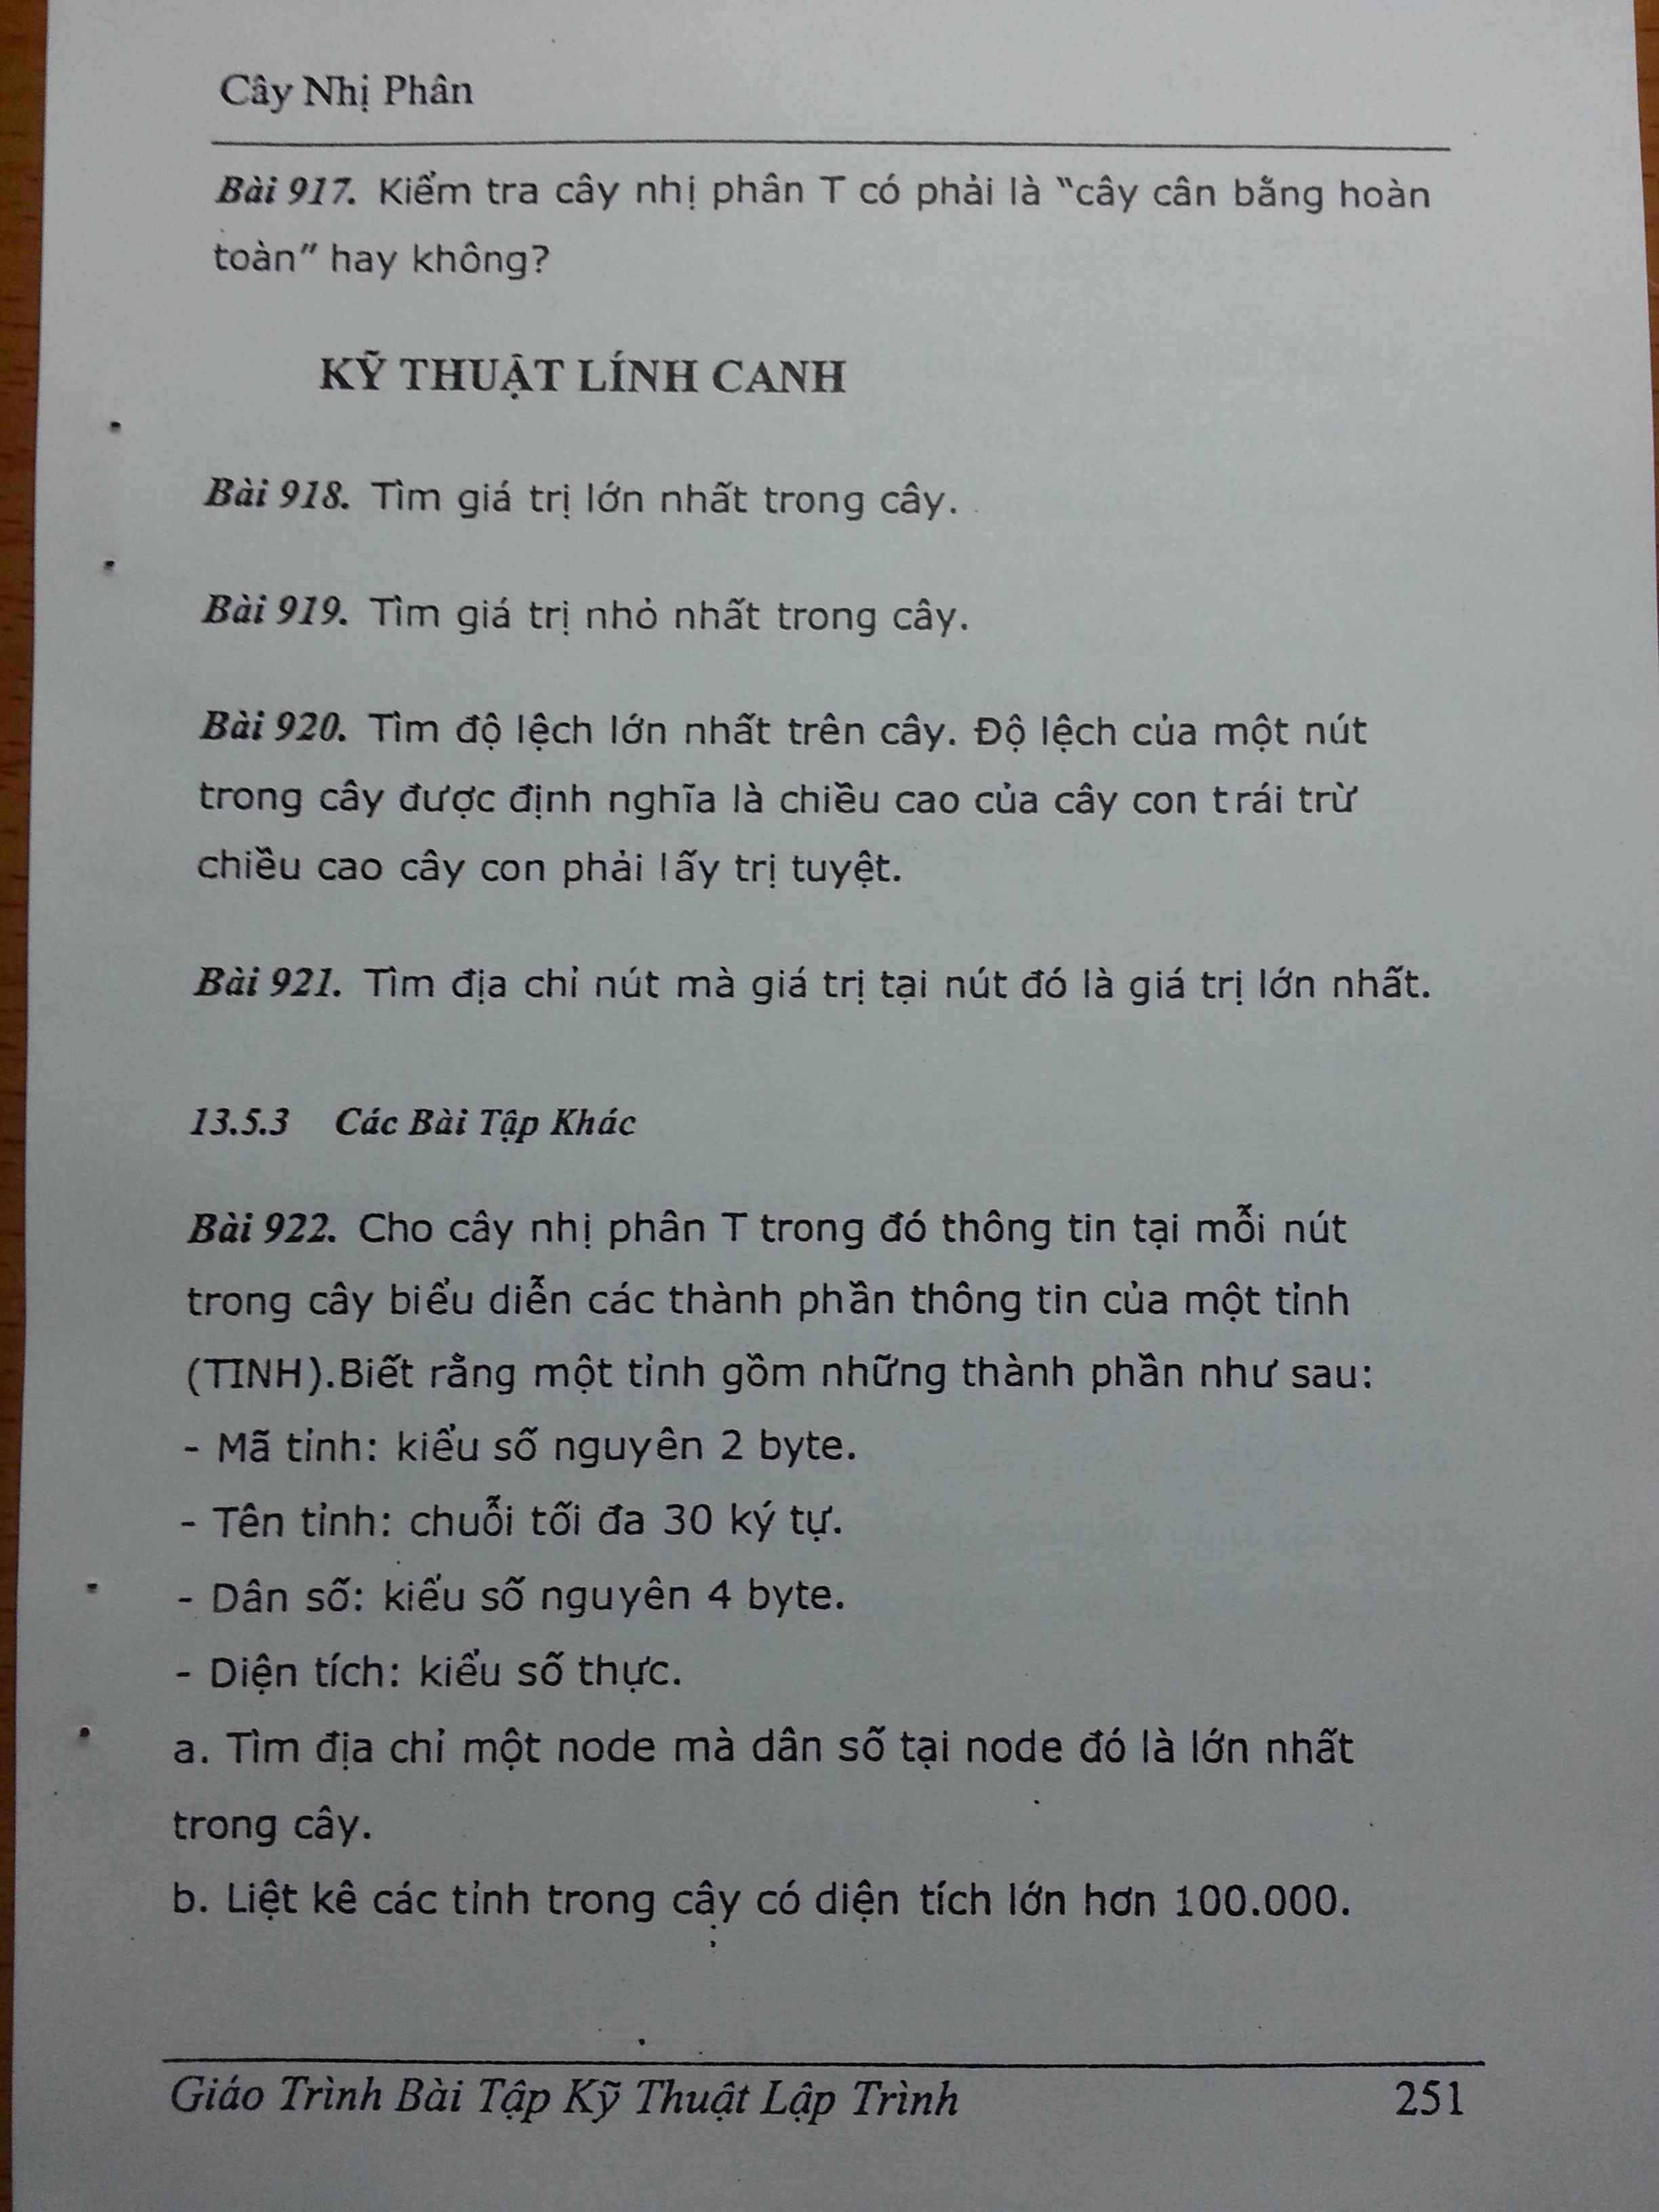 Cây Nhị Phân
Bài 917. Kiểm tra cây nhị phân T có phải là “cây cân bằng hoàn
toàn” hay không?
KỸ THUẬT LÍNH CANH
Bài 918. Tìm giá trị lớn nhất trong cây.
Bài 919. Tìm giá trị nhỏ nhất trong cây.
Bài 920. Tìm độ lệch lớn nhất trên cây. Độ lệch của một nút
trong cây được định nghĩa là chiều cao của cây con trái trừ
chiều cao cây con phải lấy trị tuyệt.
Bài 921. Tìm địa chỉ nút mà giá trị tại nút đó là giá trị lớn nhất.
13.5.3 Các Bài Tập Khác
Bài 922. Cho cây nhị phân T trong đó thông tin tại mỗi nút
trong cây biểu diễn các thành phần thông tin của một tỉnh
(TINH).Biết rằng một tỉnh gồm những thành phần như sau:
- Mã tỉnh: kiểu số nguyên 2 byte.
- Tên tỉnh: chuỗi tối đa 30 ký tự.
- Dân số: kiểu số nguyên 4 byte.
- Diện tích: kiểu số thực.
a. Tìm địa chỉ một node mà dân số tại node đó là lớn nhất
trong cây.
b. Liệt kê các tỉnh trong cây có diện tích lớn hơn 100.000.
Giáo Trình Bài Tập Kỹ Thuật Lập Trình 251